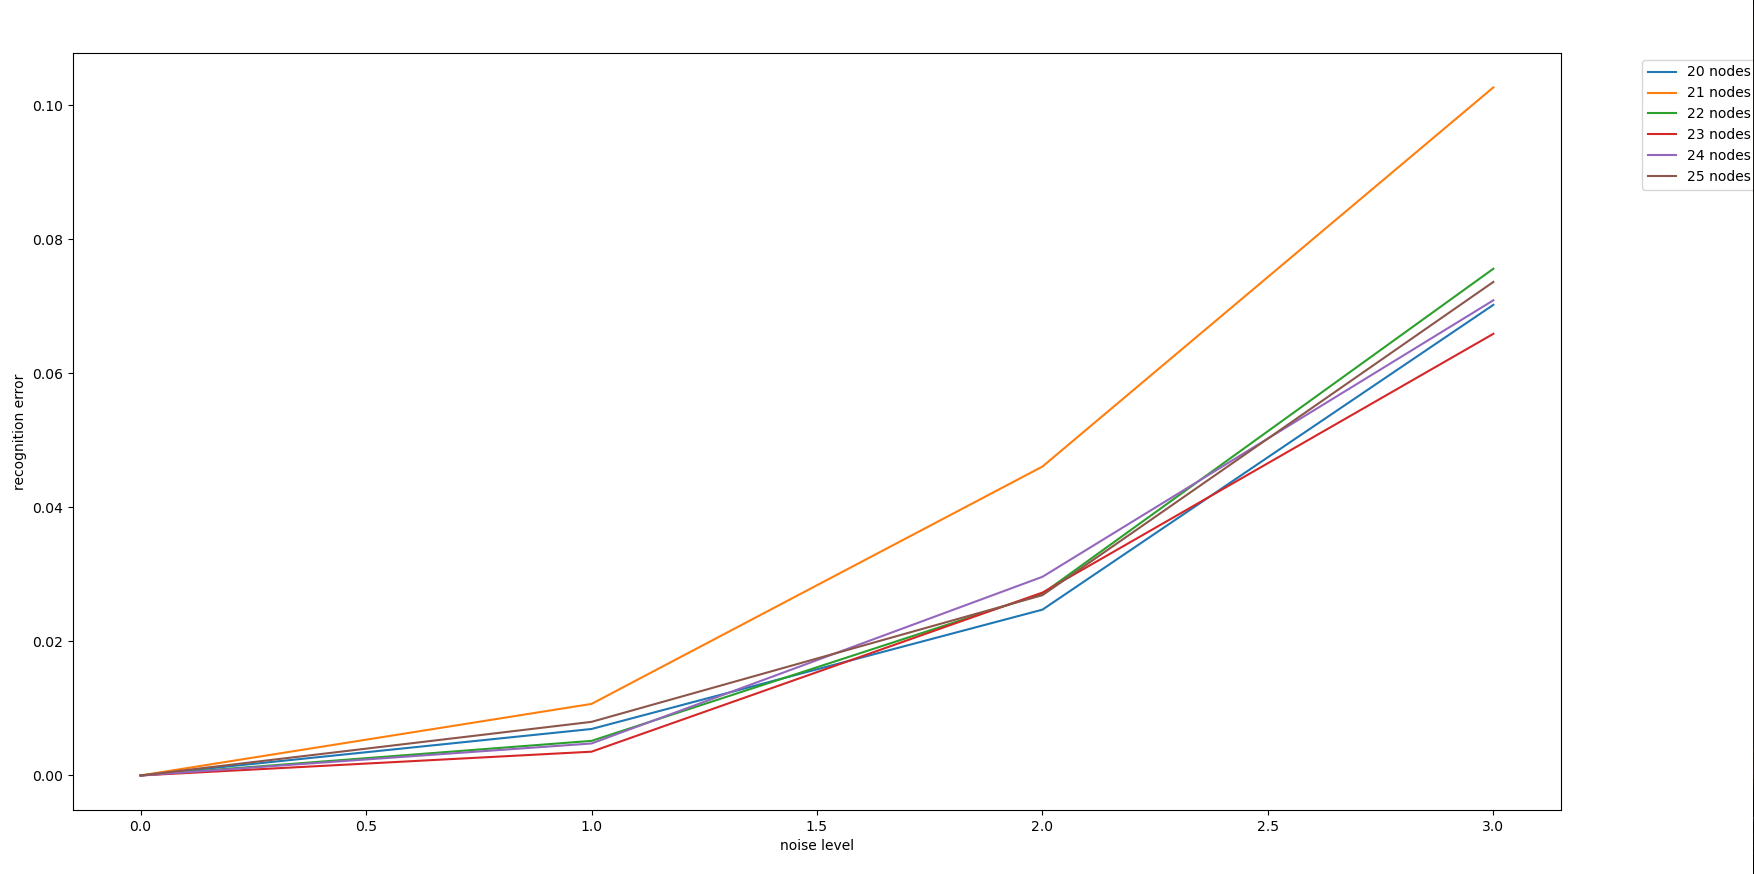 20 nodes
21 nodes
22 nodes
23 nodes
24 nodes
25 nodes
0.10
0.08
0.06
0.04
0.02
0.00
recognition error
0.0 0.5 1.0 1.5 2.0 2.5 3.0
noise level